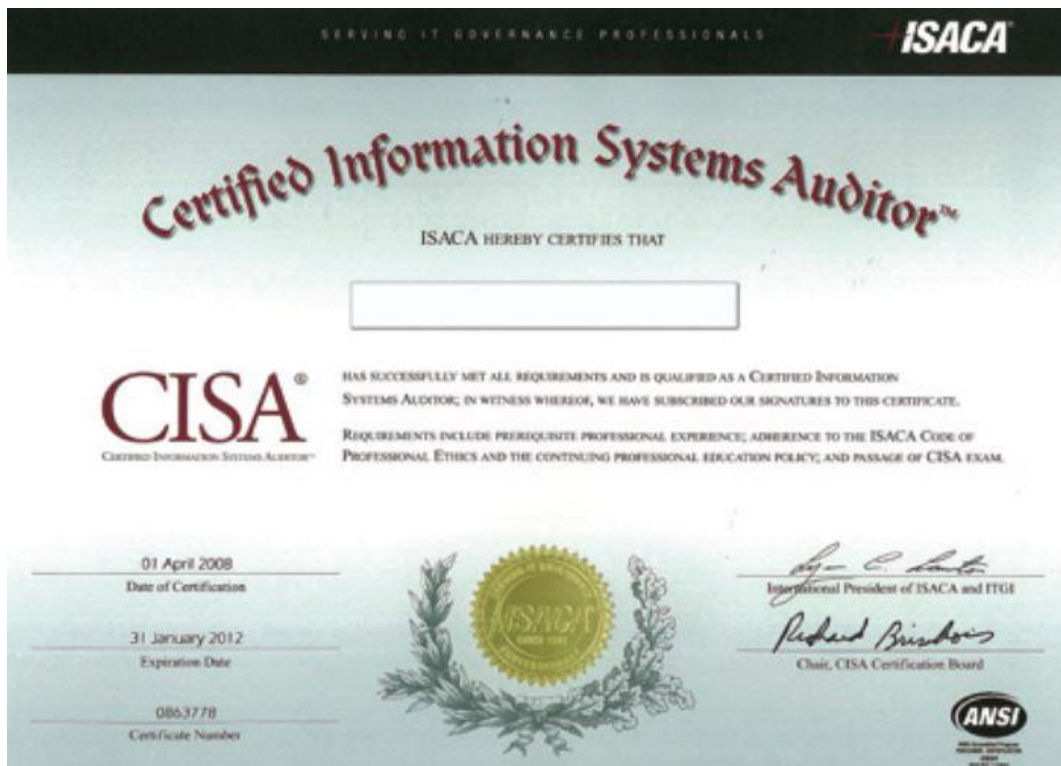 SERVING IT GOVERNANCE PROFESSIONALS
ISACA®
Certified Information Systems Auditor™
ISACA HEREBY CERTIFIES THAT
CISA®
CERTIFIED INFORMATION SYSTEMS AUDITOR™
HAS SUCCESSFULLY MET ALL REQUIREMENTS AND IS QUALIFIED AS A CERTIFIED INFORMATION
SYSTEMS AUDITOR; IN WITNESS WHEREOF, WE HAVE SUBSCRIBED OUR SIGNATURES TO THIS CERTIFICATE.
REQUIREMENTS INCLUDE PREREQUISITE PROFESSIONAL EXPERIENCE; ADHERENCE TO THE ISACA CODE OF
PROFESSIONAL ETHICS AND THE CONTINUING PROFESSIONAL EDUCATION POLICY; AND PASSAGE OF CISA EXAM.
01 April 2008
Date of Certification
31 January 2012
Expiration Date
0863778
Certificate Number
ISACA
International President of ISACA and ITGI
Richard Brisebois
Chair, CISA Certification Board
ANSI